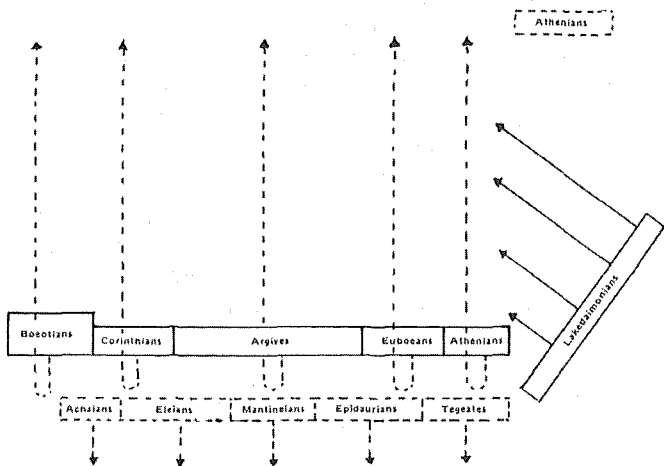 Athenians
Lakedaimonians
Boeotians Corinthians Argives Euboeans Athenians
Achaians Eleians Mantineians Epidaurians Tegeates